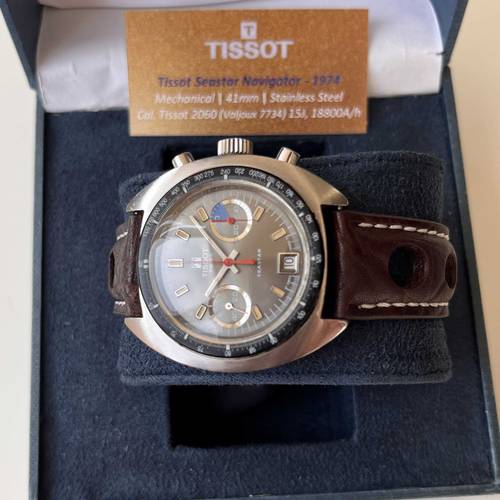 TISSOT
Tissot Seastar Navigator - 1974
Mechanical | 41mm | Stainless Steel
Cal. Tissot 2060 (Valjoux 7734) 15J, 18800A/h
TISSOT
SEASTAR